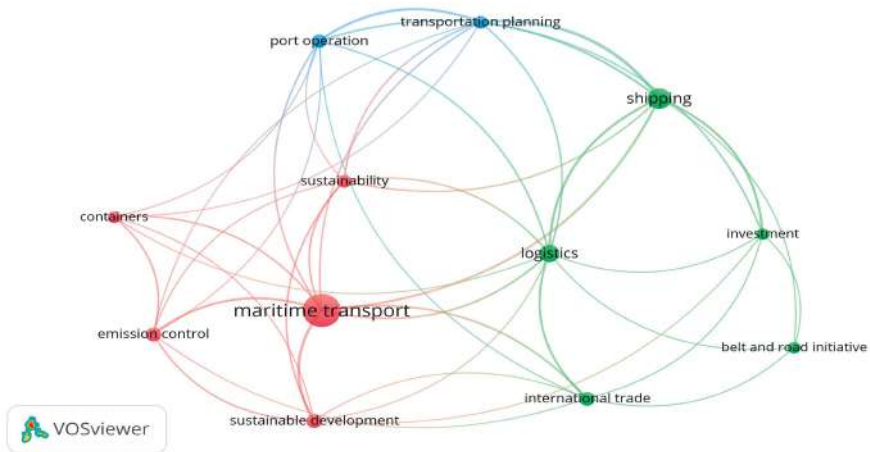 transportation planning
port operation
shipping
sustainability
containers
investment
logistics
maritime transport
emission control
belt and road initiative
international trade
sustainable development
VOSviewer